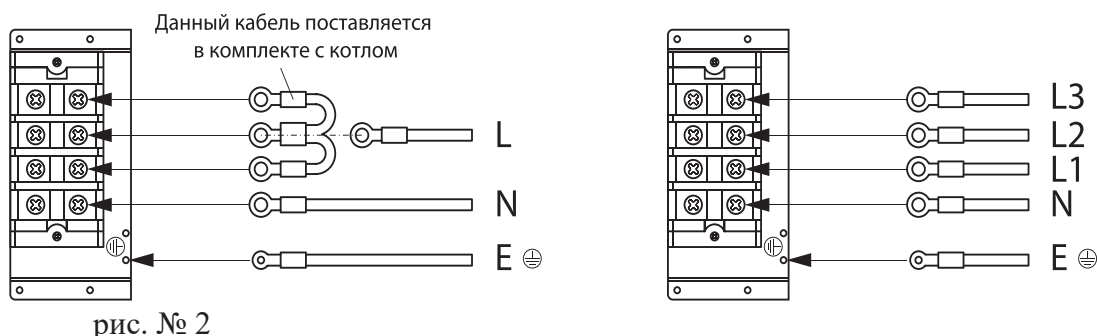 Данный кабель поставляется
в комплекте с котлом
L
N
E
L3
L2
L1
N
E
рис. № 2